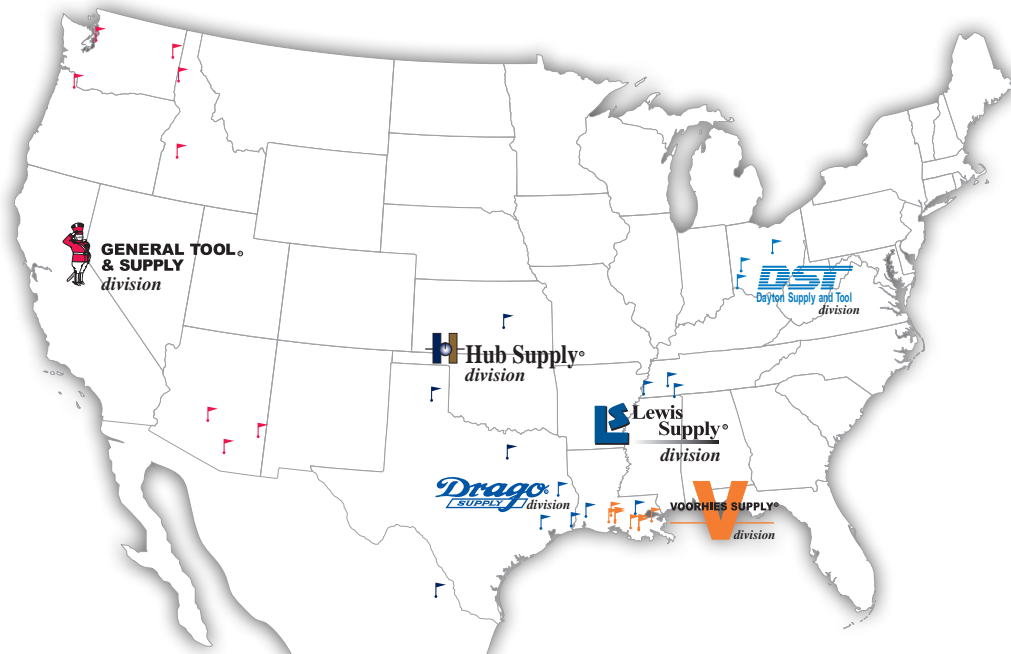 GENERAL TOOL®
& SUPPLY
division
DST
Dayton Supply and Tool
division
H Hub Supply®
division
LS Lewis
Supply®
division
Drago®
SUPPLY division
V
VOORHIES SUPPLY®
division